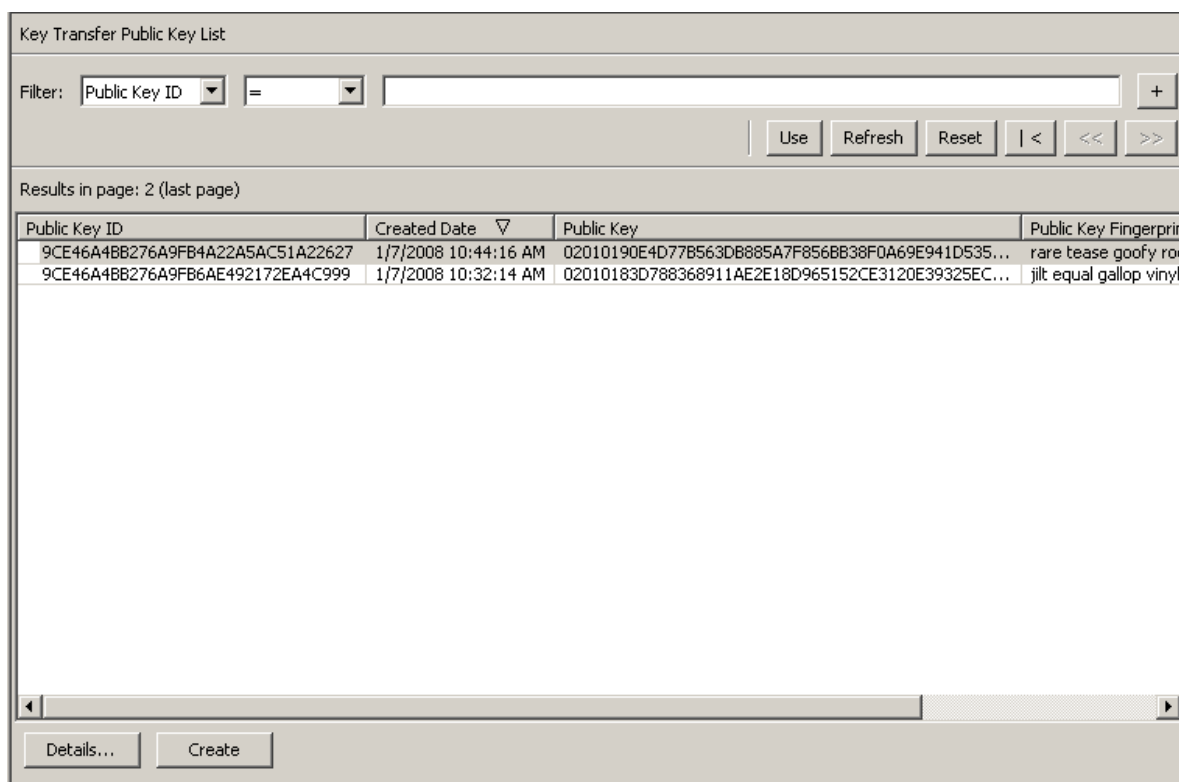 Key Transfer Public Key List
Filter: Public Key ID = +
Use Refresh Reset |< << >>
Results in page: 2 (last page)
Public Key ID Created Date Public Key Public Key Fingerprin
9CE46A4BB276A9FB4A22A5AC51A22627 1/7/2008 10:44:16 AM 02010190E4D77B563DB885A7F856BB38F0A69E941D535... rare tease goofy ro
9CE46A4BB276A9FB6AE492172EA4C999 1/7/2008 10:32:14 AM 02010183D788368911AE2E18D965152CE3120E39325EC... jilt equal gallop vinyl
Details... Create